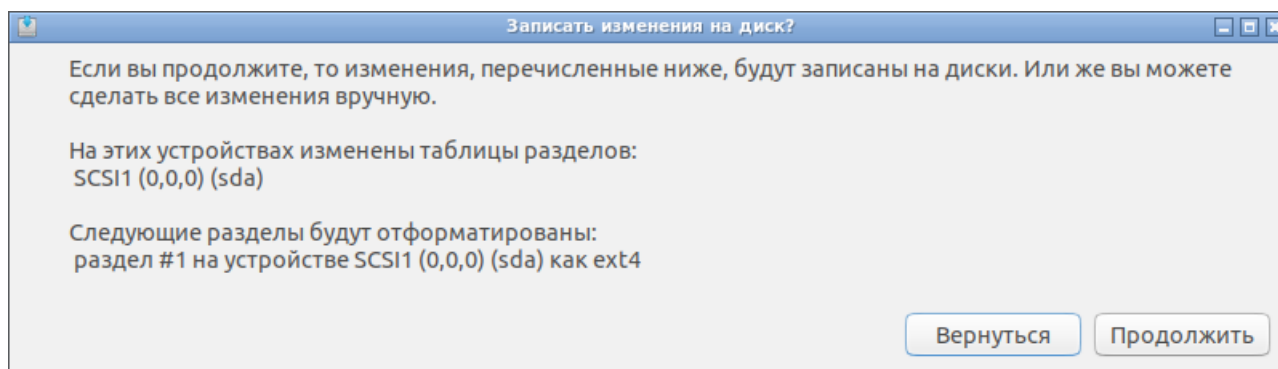 Записать изменения на диск?
Если вы продолжите, то изменения, перечисленные ниже, будут записаны на диски. Или же вы можете
сделать все изменения вручную.
На этих устройствах изменены таблицы разделов:
SCSI1 (0,0,0) (sda)
Следующие разделы будут отформатированы:
раздел #1 на устройстве SCSI1 (0,0,0) (sda) как ext4
Вернуться Продолжить